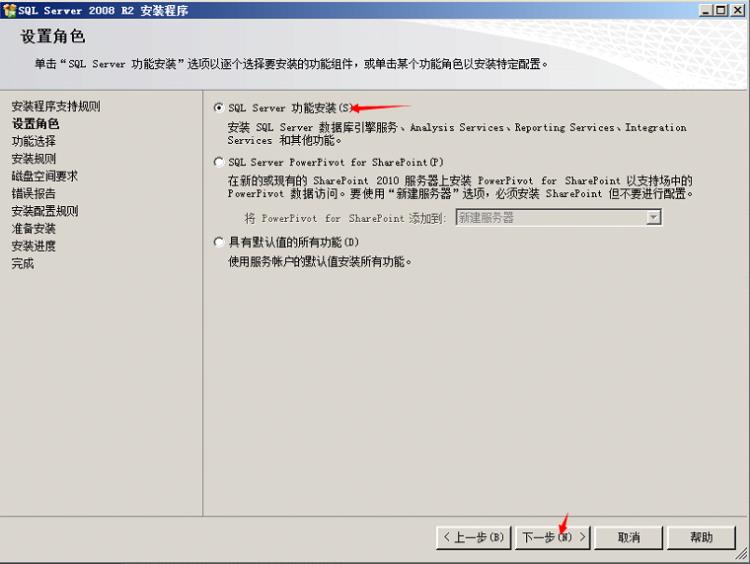 SQL Server 2008 R2 安装程序
设置角色
单击“SQL Server 功能安装”选项以逐个选择要安装的功能组件，或单击某个功能角色以安装特定配置。
安装程序支持规则
设置角色
功能选择
安装规则
磁盘空间要求
错误报告
安装配置规则
准备安装
安装进度
完成
SQL Server 功能安装(S)
安装 SQL Server 数据库引擎服务、Analysis Services、Reporting Services、Integration
Services 和其他功能。
SQL Server PowerPivot for SharePoint(P)
在新的或现有的 SharePoint 2010 服务器上安装 PowerPivot for SharePoint 以支持场中的
PowerPivot 数据访问。要使用“新建服务器”选项，必须安装 SharePoint 但不要进行配置。
将 PowerPivot for SharePoint 添加到: 新建服务器
具有默认值的所有功能(D)
使用服务帐户的默认值安装所有功能。
< 上一步(B) 下一步(N) > 取消 帮助